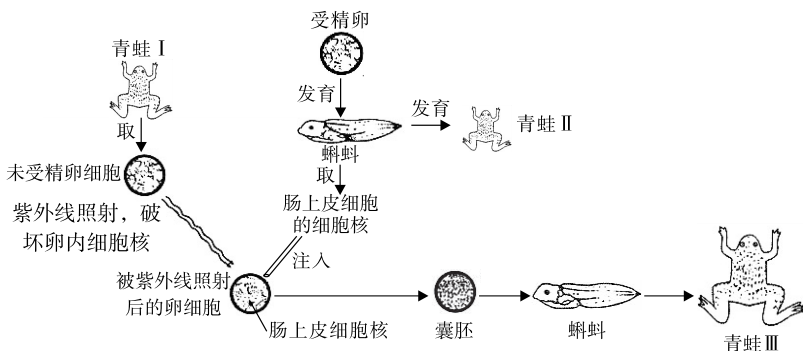 受精卵
青蛙Ⅰ
发育
发育
取
青蛙Ⅱ
蝌蚪
未受精卵细胞
取
紫外线照射，破
坏卵内细胞核
肠上皮细胞
的细胞核
注入
被紫外线照射
后的卵细胞
肠上皮细胞核
囊胚
蝌蚪
青蛙Ⅲ